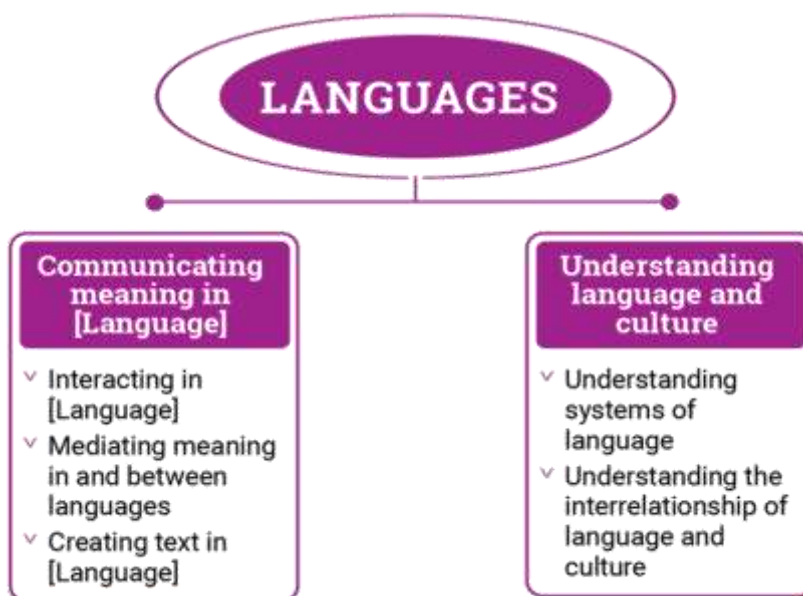 LANGUAGES
Communicating
meaning in
[Language]
Interacting in
[Language]
Mediating meaning
in and between
languages
Creating text in
[Language]
Understanding
language and
culture
Understanding
systems of
language
Understanding the
interrelationship of
language and
culture